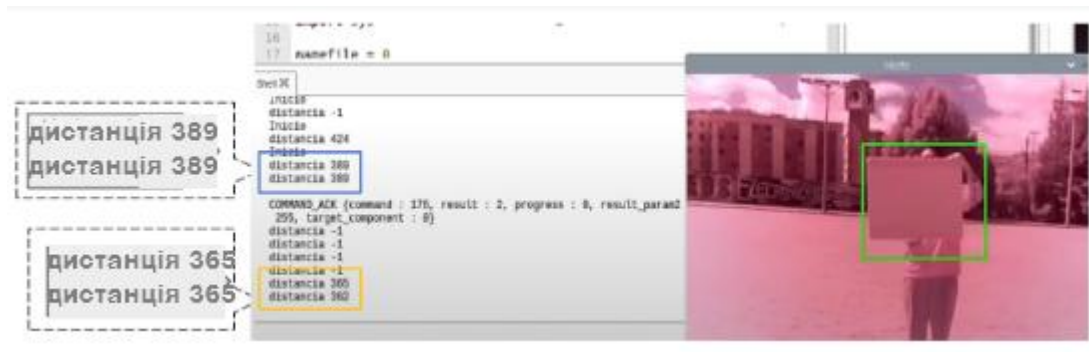 16
17 namefile = 0
Shell
Inicio
distancia -1
Inicio
distancia 424
Inicio
distancia 389
distancia 389
COMMAND_ACK {command : 176, result : 2, progress : 0, result_param2
255, target_component : 0}
distancia -1
distancia -1
distancia -1
distancia -1
distancia 365
distancia 362
дистанція 389
дистанція 389
дистанція 365
дистанція 365